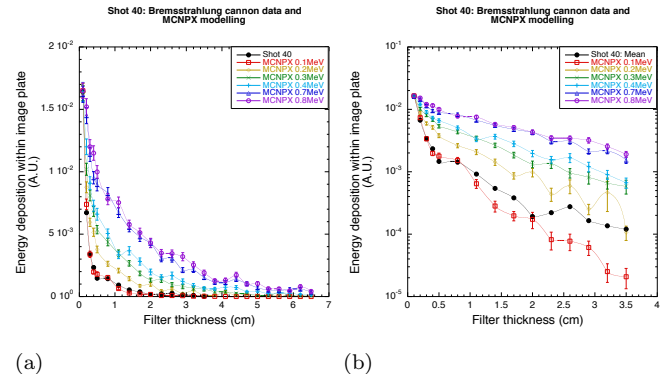 Shot 40: Bremsstrahlung cannon data and
MCNPX modelling
2 10⁻²
1.5 10⁻²
1 10⁻²
5 10⁻³
0 10⁰
Energy deposition within image plate
(A.U.)
Shot 40
MCNPX 0.1MeV
MCNPX 0.2MeV
MCNPX 0.3MeV
MCNPX 0.4MeV
MCNPX 0.7MeV
MCNPX 0.8MeV
0 1 2 3 4 5 6 7
Filter thickness (cm)
(a)
Shot 40: Bremsstrahlung cannon data and
MCNPX modelling
10⁻¹
10⁻²
10⁻³
10⁻⁴
10⁻⁵
Energy deposition within image plate
(A.U.)
Shot 40: Mean
MCNPX 0.1MeV
MCNPX 0.2MeV
MCNPX 0.3MeV
MCNPX 0.4MeV
MCNPX 0.7MeV
MCNPX 0.8MeV
0 0.5 1 1.5 2 2.5 3 3.5 4
Filter thickness (cm)
(b)